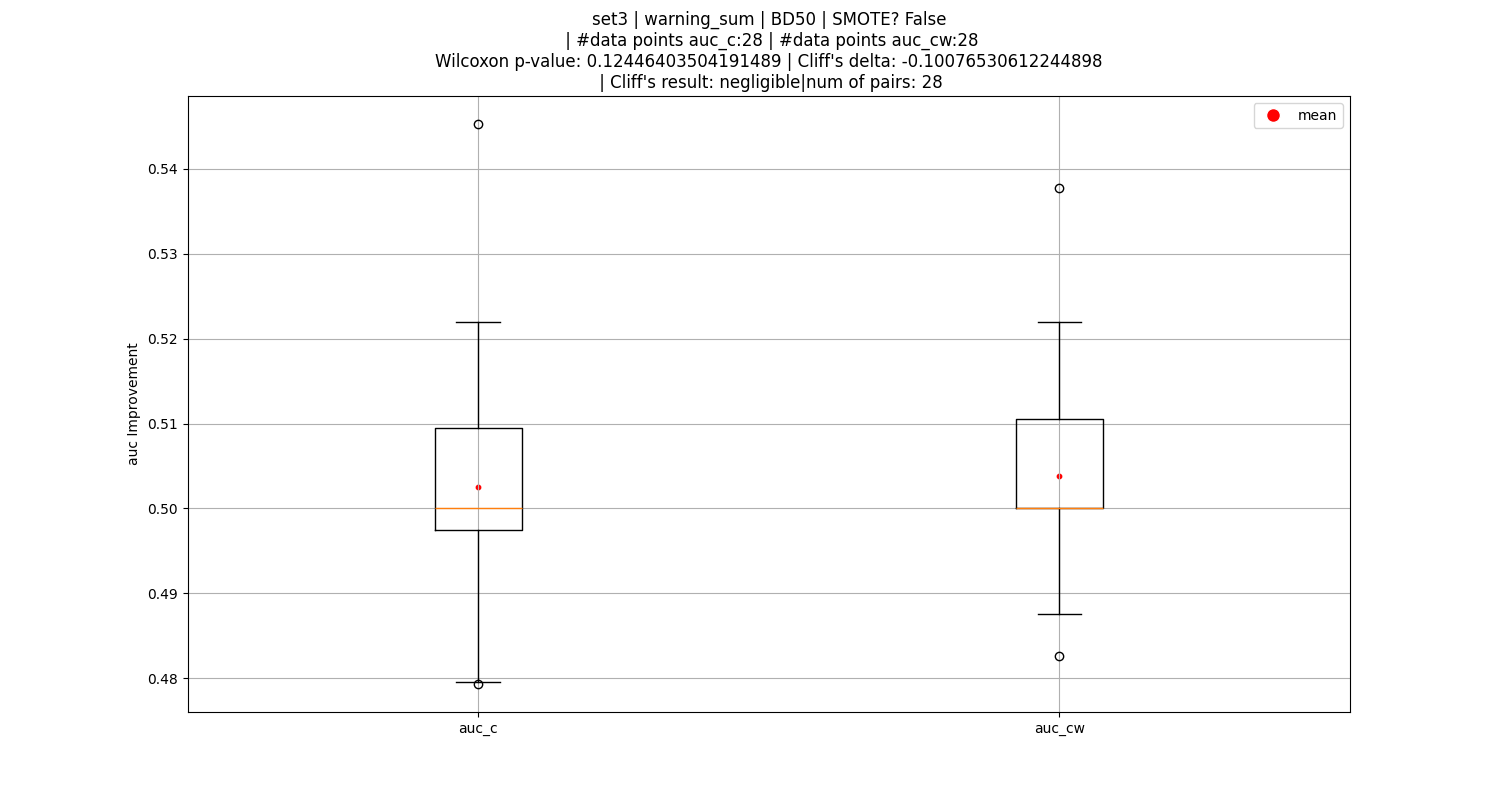 set3 | warning_sum | BD50 | SMOTE? False
| #data points auc_c:28 | #data points auc_cw:28
Wilcoxon p-value: 0.12446403504191489 | Cliff's delta: -0.10076530612244898
| Cliff's result: negligible|num of pairs: 28
mean
0.54
0.53
0.52
0.51
0.50
0.49
0.48
auc Improvement
auc_c
auc_cw